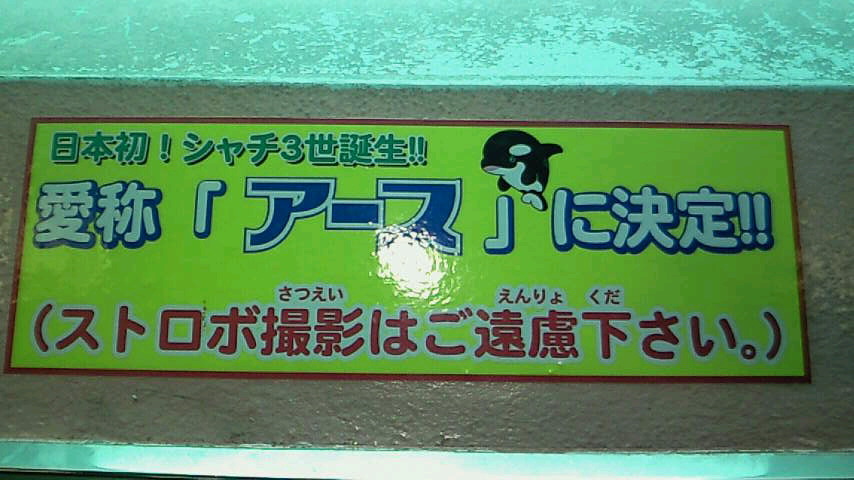 日本初！シャチ3世誕生!!
愛称「アース」に決定!!
さつえい えんりょ くだ
（ストロボ撮影はご遠慮下さい。）